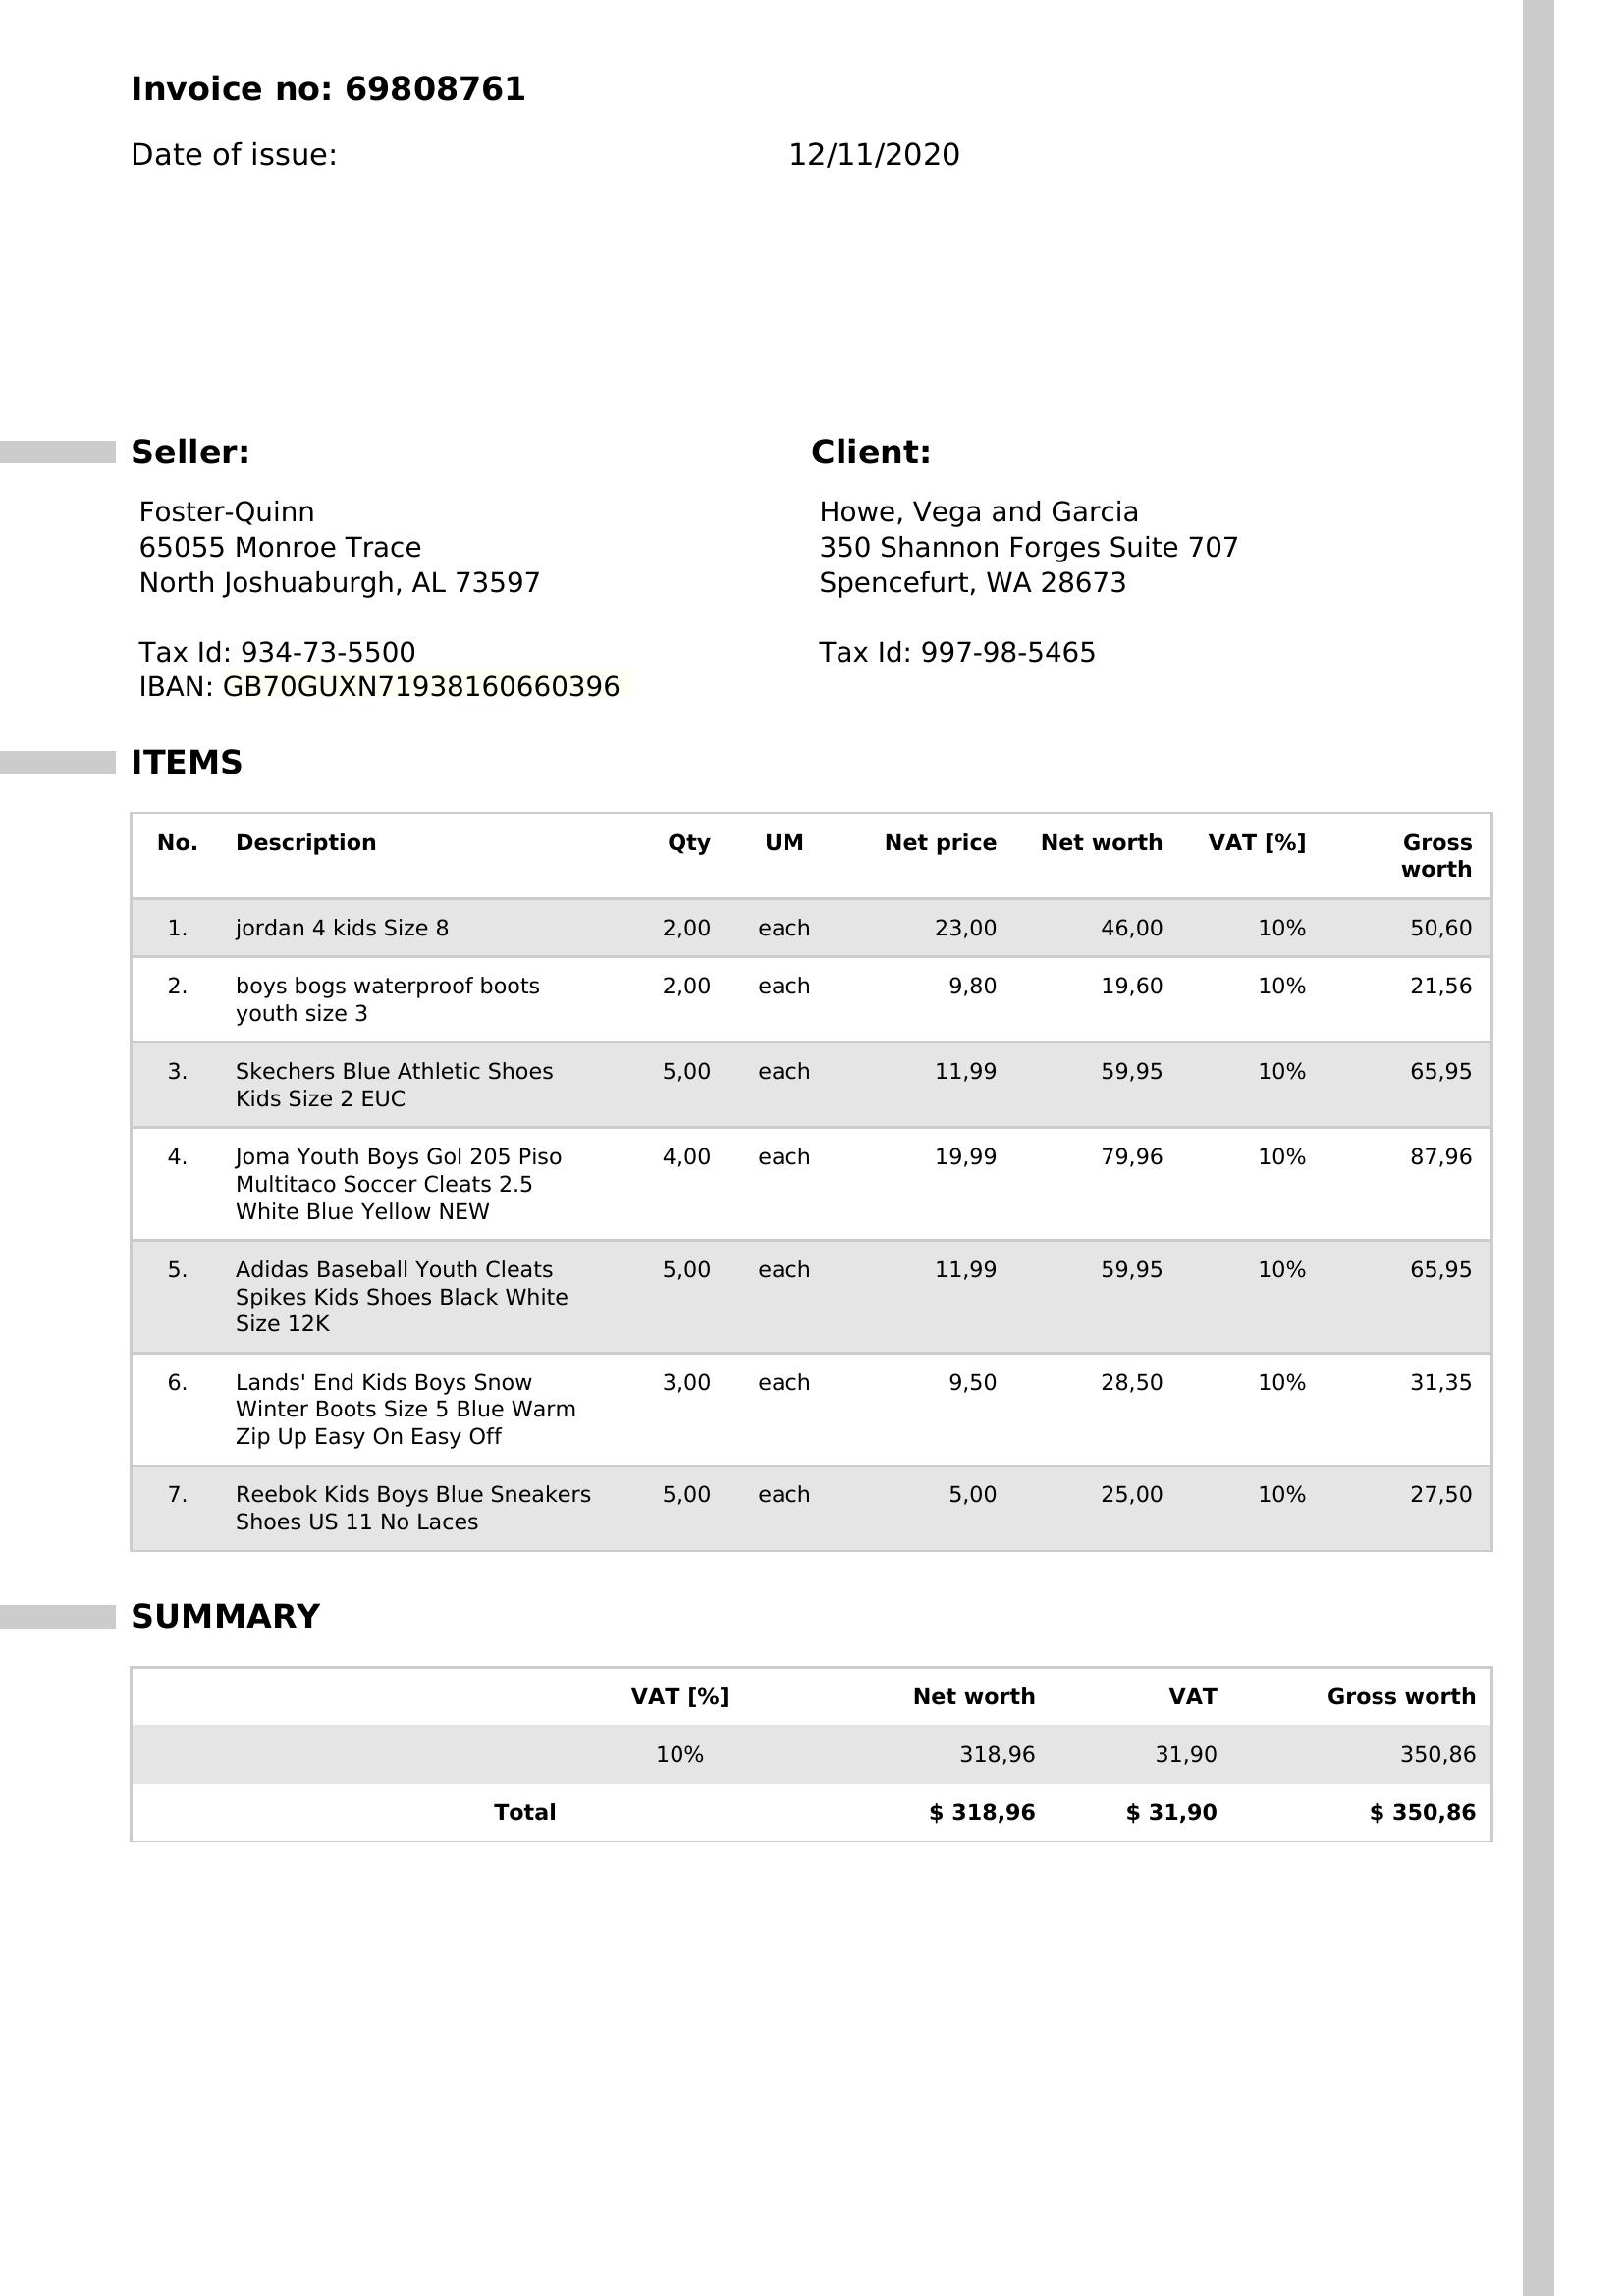 Invoice no: 69808761
Date of issue: 12/11/2020
Seller:
Foster-Quinn
65055 Monroe Trace
North Joshuaburgh, AL 73597
Tax Id: 934-73-5500
IBAN: GB70GUXN71938160660396
Client:
Howe, Vega and Garcia
350 Shannon Forges Suite 707
Spencefurt, WA 28673
Tax Id: 997-98-5465
ITEMS
No. Description Qty UM Net price Net worth VAT [%] Gross
worth
1. jordan 4 kids Size 8 2,00 each 23,00 46,00 10% 50,60
2. boys bogs waterproof boots 2,00 each 9,80 19,60 10% 21,56
youth size 3
3. Skechers Blue Athletic Shoes 5,00 each 11,99 59,95 10% 65,95
Kids Size 2 EUC
4. Joma Youth Boys Gol 205 Piso 4,00 each 19,99 79,96 10% 87,96
Multitaco Soccer Cleats 2.5
White Blue Yellow NEW
5. Adidas Baseball Youth Cleats 5,00 each 11,99 59,95 10% 65,95
Spikes Kids Shoes Black White
Size 12K
6. Lands' End Kids Boys Snow 3,00 each 9,50 28,50 10% 31,35
Winter Boots Size 5 Blue Warm
Zip Up Easy On Easy Off
7. Reebok Kids Boys Blue Sneakers 5,00 each 5,00 25,00 10% 27,50
Shoes US 11 No Laces
SUMMARY
VAT [%] Net worth VAT Gross worth
10% 318,96 31,90 350,86
Total $ 318,96 $ 31,90 $ 350,86